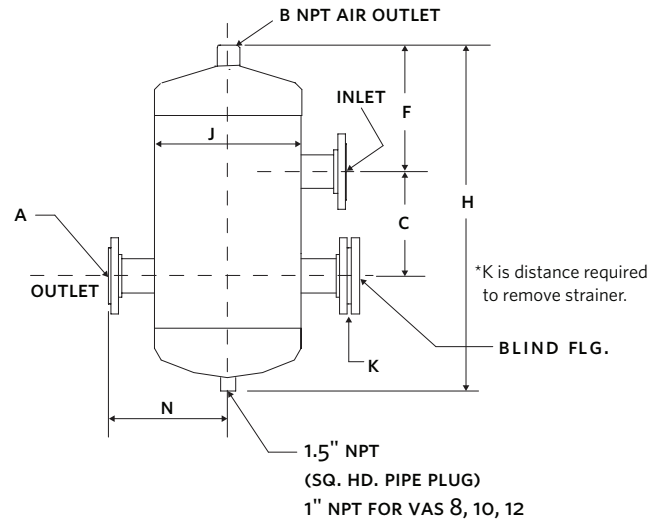 B NPT AIR OUTLET
INLET
F
J
H
A
C
*K is distance required
to remove strainer.
OUTLET
BLIND FLG.
K
N
1.5" NPT
(SQ. HD. PIPE PLUG)
1" NPT FOR VAS 8, 10, 12